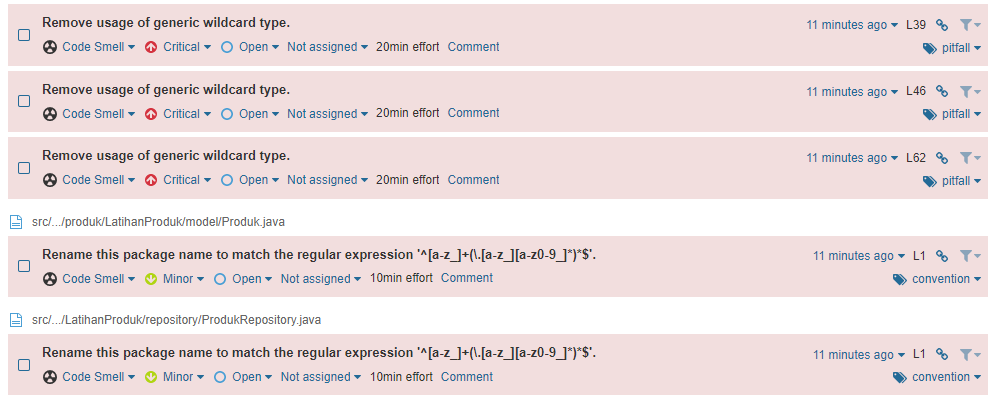 Remove usage of generic wildcard type. 11 minutes ago L39
Code Smell Critical Open Not assigned 20min effort Comment pitfall
Remove usage of generic wildcard type. 11 minutes ago L46
Code Smell Critical Open Not assigned 20min effort Comment pitfall
Remove usage of generic wildcard type. 11 minutes ago L62
Code Smell Critical Open Not assigned 20min effort Comment pitfall
src/.../produk/LatihanProduk/model/Produk.java
Rename this package name to match the regular expression '^[a-z_]+(\.[a-z_][a-z0-9_]*)*$'. 11 minutes ago L1
Code Smell Minor Open Not assigned 10min effort Comment convention
src/.../LatihanProduk/repository/ProdukRepository.java
Rename this package name to match the regular expression '^[a-z_]+(\.[a-z_][a-z0-9_]*)*$'. 11 minutes ago L1
Code Smell Minor Open Not assigned 10min effort Comment convention